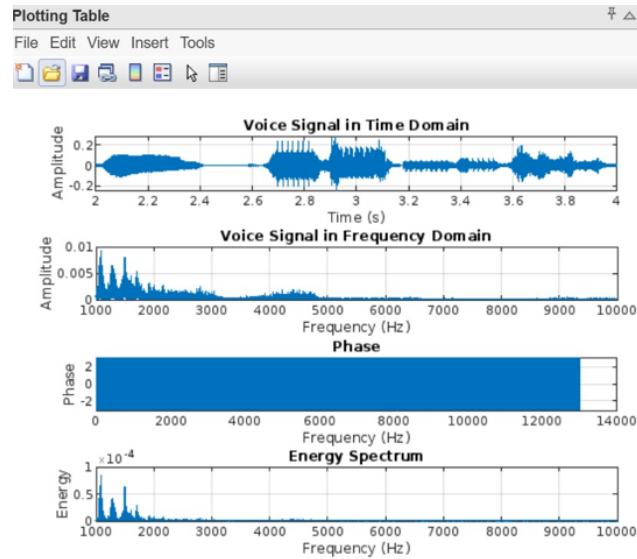 Plotting Table
File Edit View Insert Tools
Voice Signal in Time Domain
Amplitude
0.2
0
-0.2
2 2.2 2.4 2.6 2.8 3 3.2 3.4 3.6 3.8 4
Time (s)
Voice Signal in Frequency Domain
Amplitude
0.01
0.005
0
1000 2000 3000 4000 5000 6000 7000 8000 9000 10000
Frequency (Hz)
Phase
Phase
2
0
-2
0 2000 4000 6000 8000 10000 12000 14000
Frequency (Hz)
Energy Spectrum
×10-4
Energy
1
0.5
0
1000 2000 3000 4000 5000 6000 7000 8000 9000 10000
Frequency (Hz)